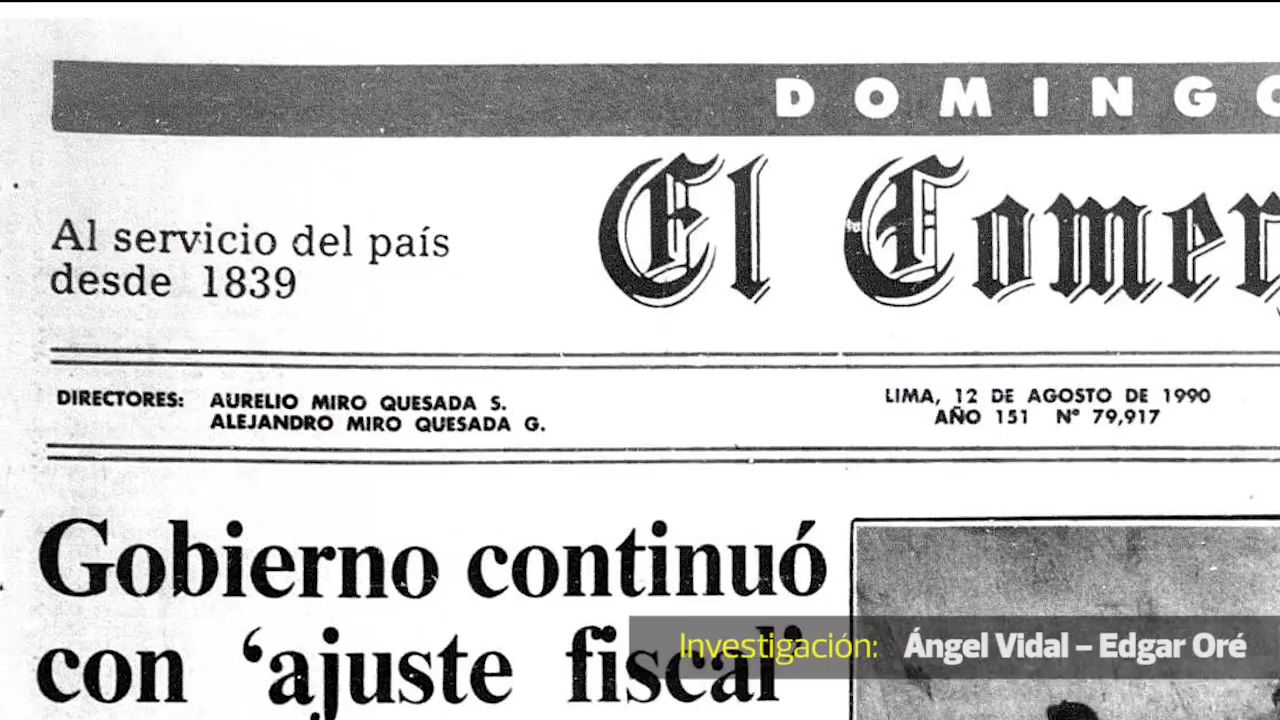 DOMINGO
Al servicio del país
desde 1839
El Comer
DIRECTORES: AURELIO MIRO QUESADA S.
ALEJANDRO MIRO QUESADA G.
LIMA, 12 DE AGOSTO DE 1990
AÑO 151 Nº 79,917
Gobierno continuó
con ‘ajuste fiscal’
Investigación: Ángel Vidal – Edgar Oré